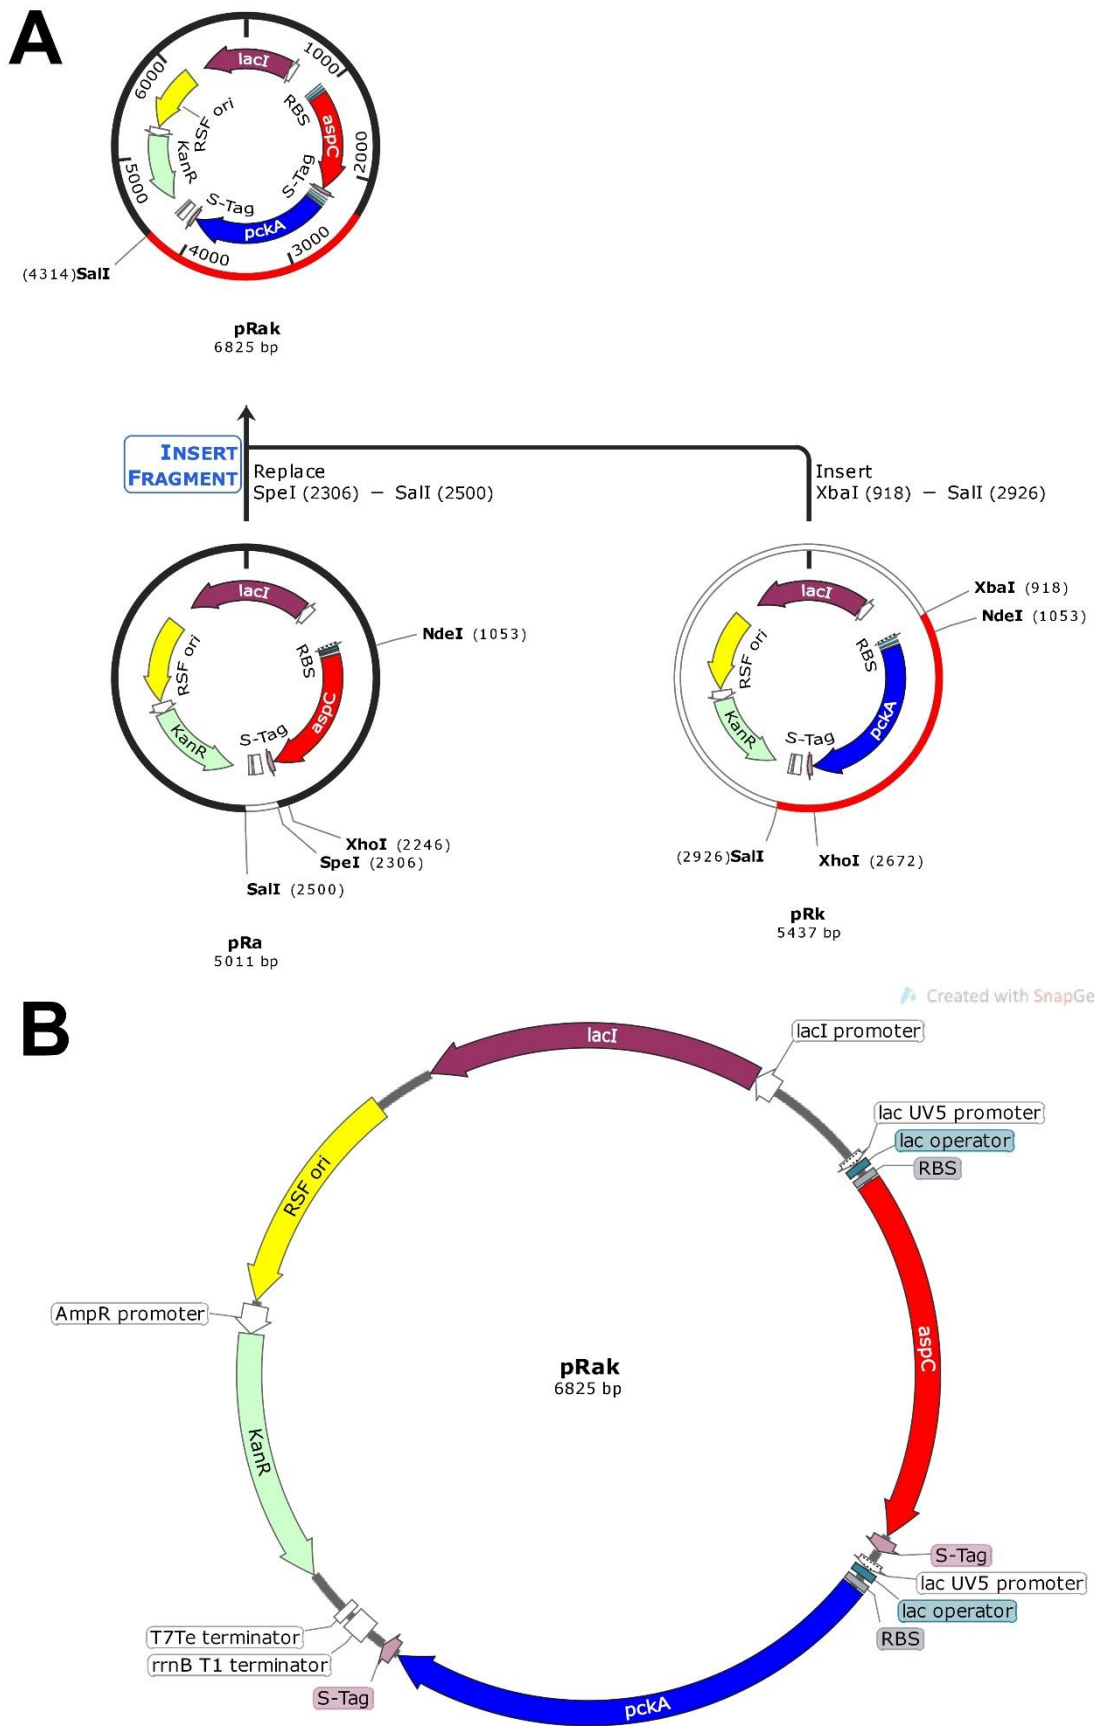 A
lacI
1000
6000
RSF ori
RBS
aspC
2000
KanR
5000
S-Tag
S-Tag
pckA
3000
4000
(4314)SalI
pRak
6825 bp
INSERT
FRAGMENT
Replace
SpeI (2306) – SalI (2500)
Insert
XbaI (918) – SalI (2926)
lacI
RSF ori
RBS
aspC
KanR
S-Tag
NdeI (1053)
XhoI (2246)
SpeI (2306)
SalI (2500)
pRa
5011 bp
lacI
RSF ori
RBS
pckA
KanR
S-Tag
XbaI (918)
NdeI (1053)
(2926)SalI
XhoI (2672)
pRk
5437 bp
Created with SnapGe
B
lacI
lacI promoter
lac UV5 promoter
lac operator
RBS
RSF ori
AmpR promoter
aspC
pRak
6825 bp
KanR
S-Tag
lac UV5 promoter
lac operator
RBS
T7Te terminator
rrnB T1 terminator
S-Tag
pckA